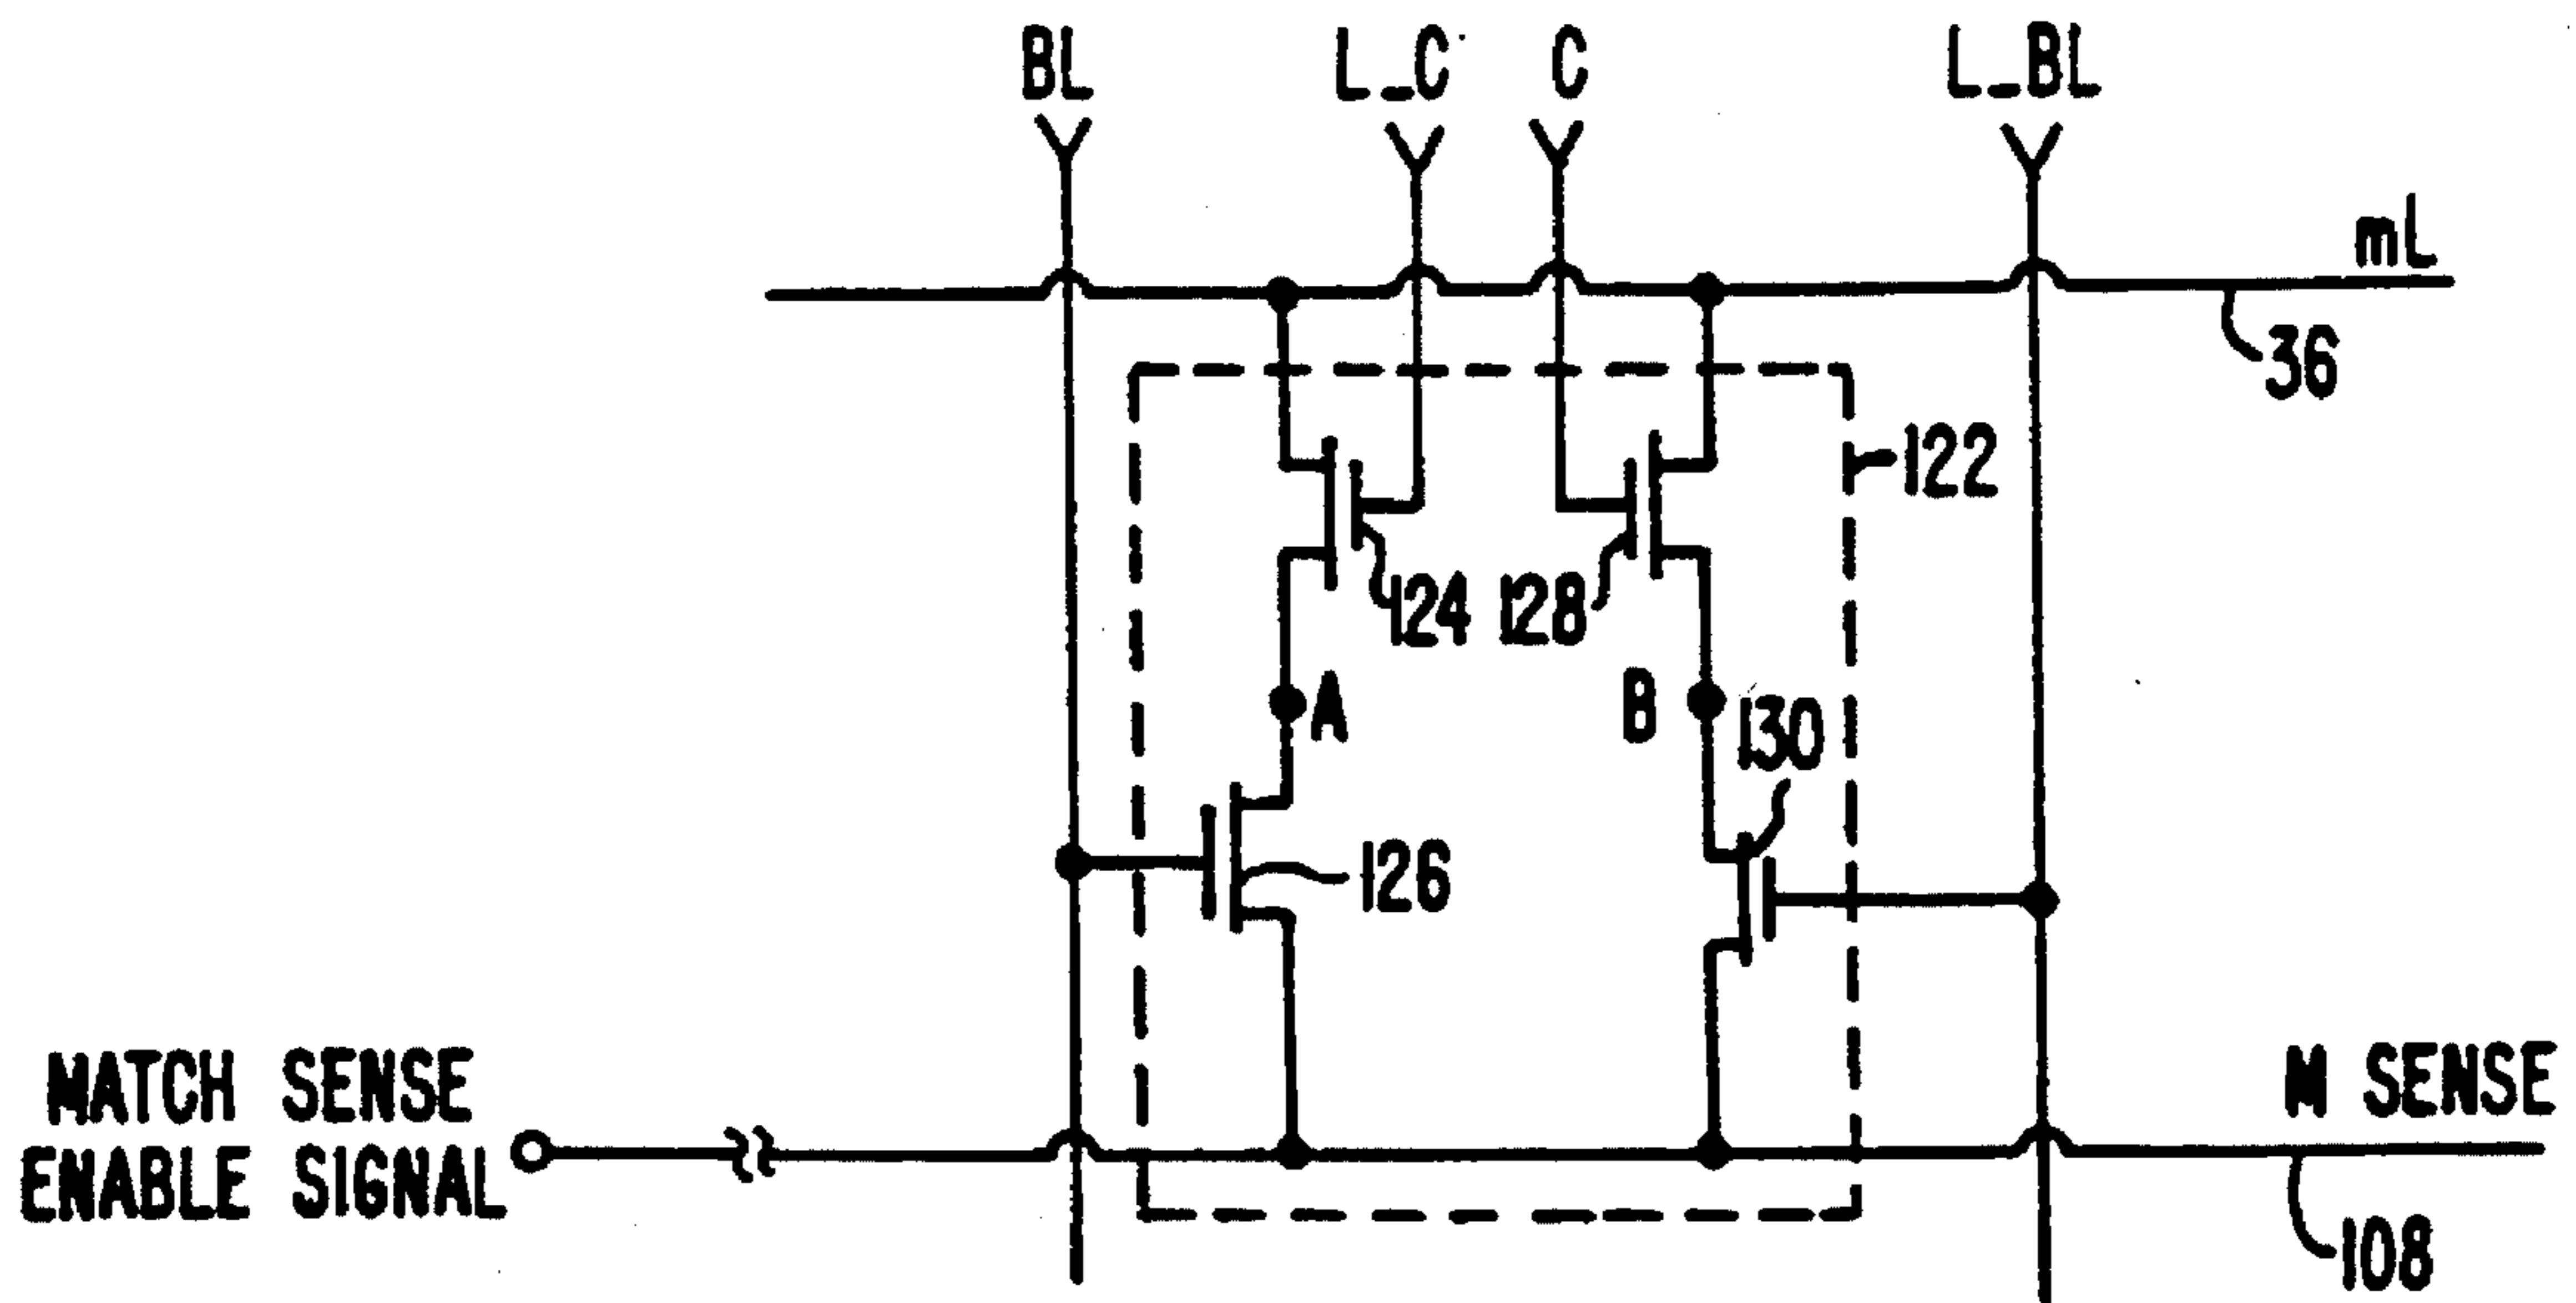 BL L_C C L_BL
mL
36
122
124 128
A B 130
126
MATCH SENSE
ENABLE SIGNAL
M SENSE
108